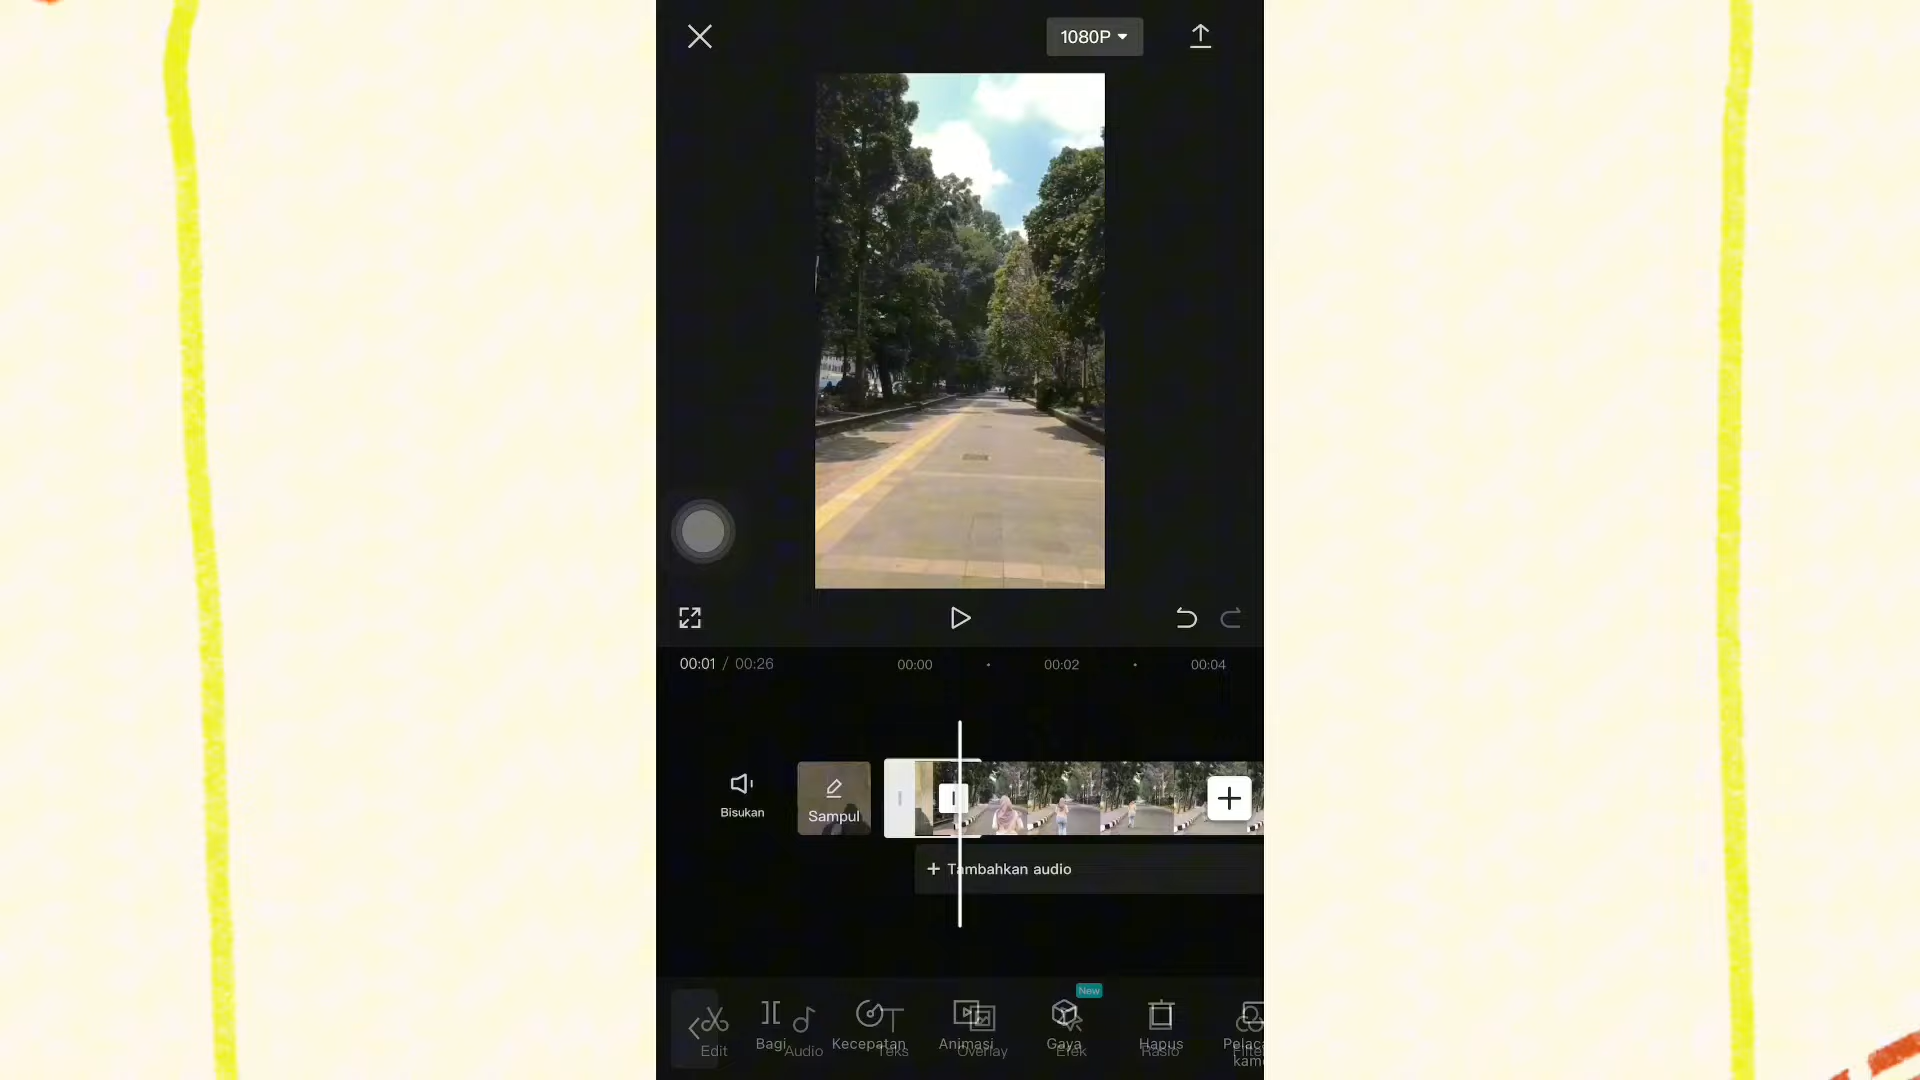 1080P
00:01 / 00:26
00:00
00:02
00:04
Bisukan
Sampul
+ Tambahkan audio
New
Bagi
Kecepatan
Animasi
Gaya
Hapus
Edit
Audio
Teks
Overlay
Efek
Rasio